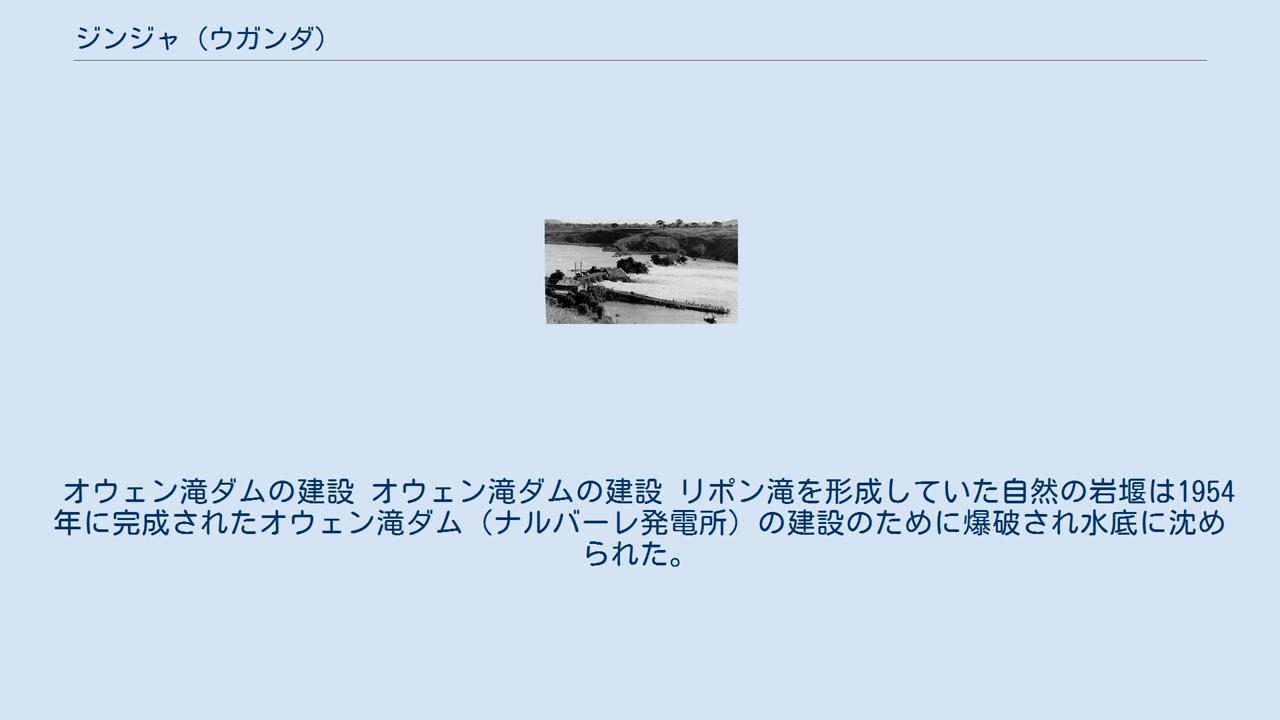 ジンジャ（ウガンダ）
オウェン滝ダムの建設 オウェン滝ダムの建設 リポン滝を形成していた自然の岩堰は1954
年に完成されたオウェン滝ダム（ナルバーレ発電所）の建設のために爆破され水底に沈め
られた。